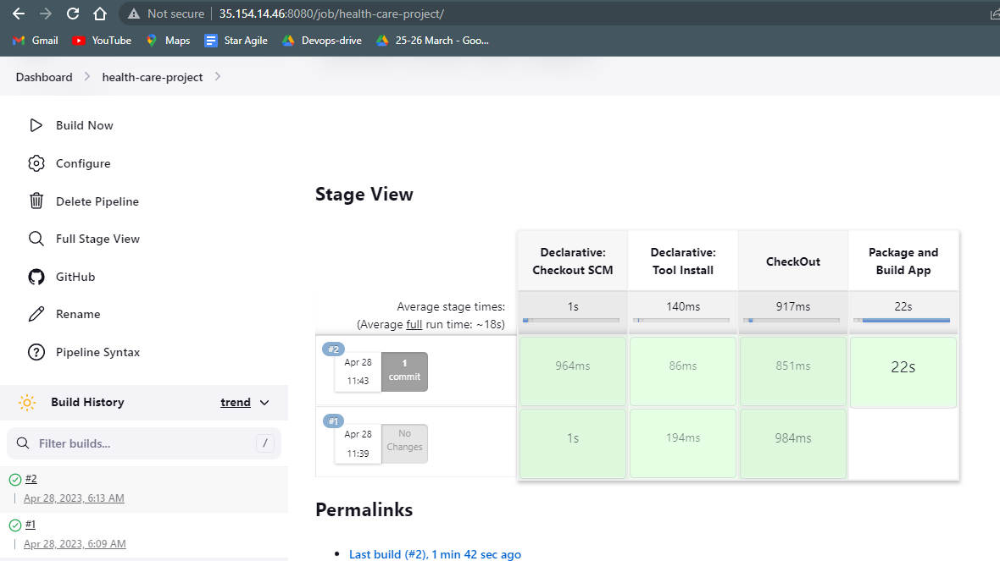 Not secure
35.154.14.46:8080/job/health-care-project/
Gmail
YouTube
Maps
Star Agile
Devops-drive
25-26 March - Goo...
Dashboard
health-care-project
Build Now
Configure
Delete Pipeline
Full Stage View
GitHub
Rename
Pipeline Syntax
Build History
trend
Filter builds...
/
#2
Apr 28, 2023, 6:13 AM
#1
Apr 28, 2023, 6:09 AM
Stage View
Declarative:
Checkout SCM
Declarative:
Tool Install
CheckOut
Package and
Build App
Average stage times:
(Average full run time: ~18s)
1s
140ms
917ms
22s
#2
Apr 28
11:43
1
commit
964ms
86ms
851ms
22s
#1
Apr 28
11:39
No
Changes
1s
194ms
984ms
Permalinks
Last build (#2), 1 min 42 sec ago